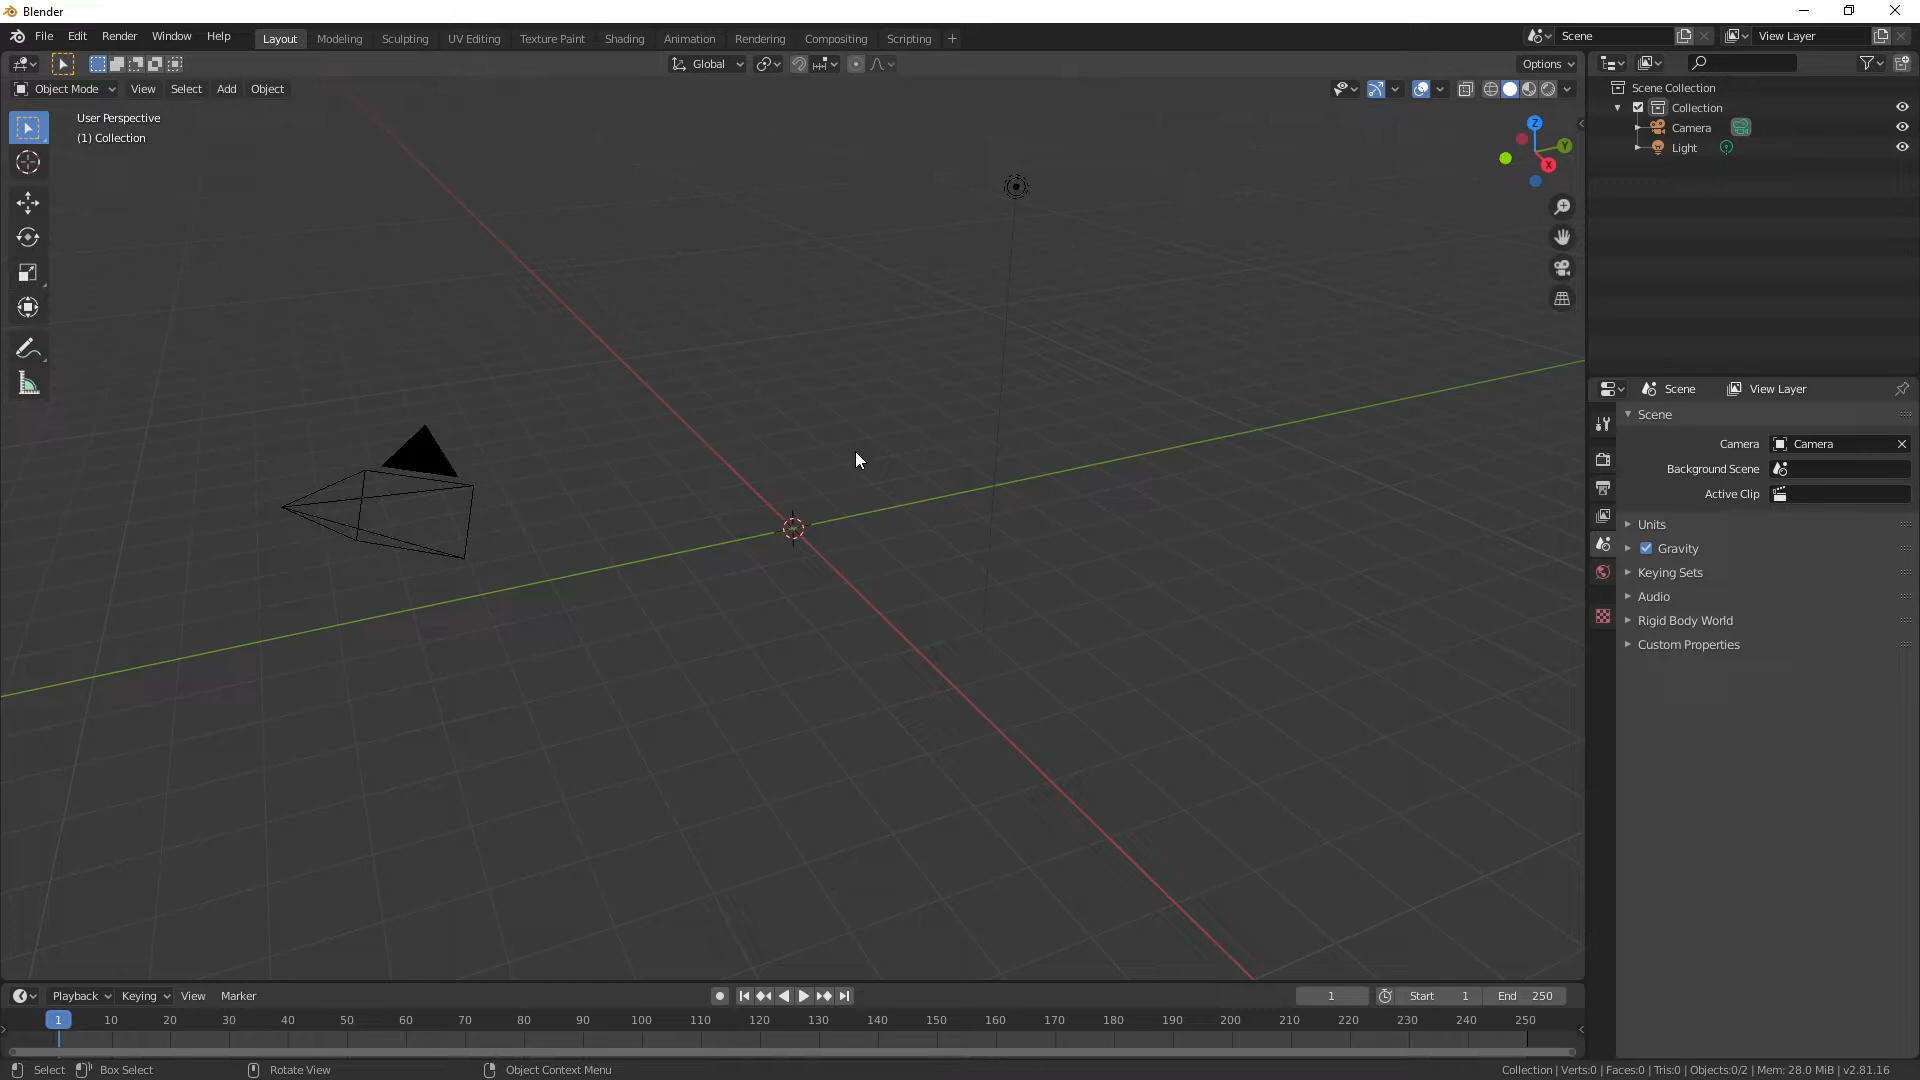 Blender
File Edit Render Window Help Layout Modeling Sculpting UV Editing Texture Paint Shading Animation Rendering Compositing Scripting + Scene View Layer
Global Options
Object Mode View Select Add Object
User Perspective
(1) Collection
Z
Y
X
Scene Collection
Collection
Camera
Light
Scene View Layer
Scene
Camera Camera
Background Scene
Active Clip
Units
Gravity
Keying Sets
Audio
Rigid Body World
Custom Properties
Playback Keying View Marker 1 Start 1 End 250
1 10 20 30 40 50 60 70 80 90 100 110 120 130 140 150 160 170 180 190 200 210 220 230 240 250
Select Box Select Rotate View Object Context Menu Collection | Verts:0 | Faces:0 | Tris:0 | Objects:0/2 | Mem: 28.0 MiB | v2.81.16